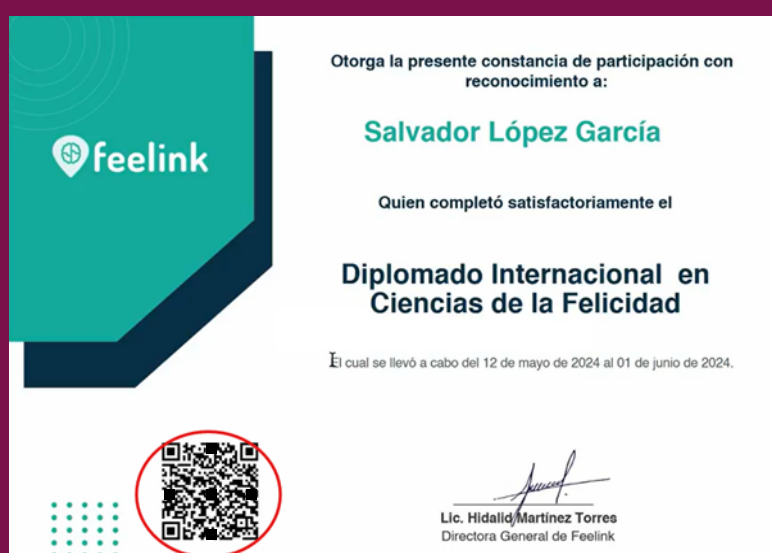 feelink
Otorga la presente constancia de participación con
reconocimiento a:
Salvador López García
Quien completó satisfactoriamente el
Diplomado Internacional en
Ciencias de la Felicidad
El cual se llevó a cabo del 12 de mayo de 2024 al 01 de junio de 2024.
Lic. Hidalid Martínez Torres
Directora General de Feelink